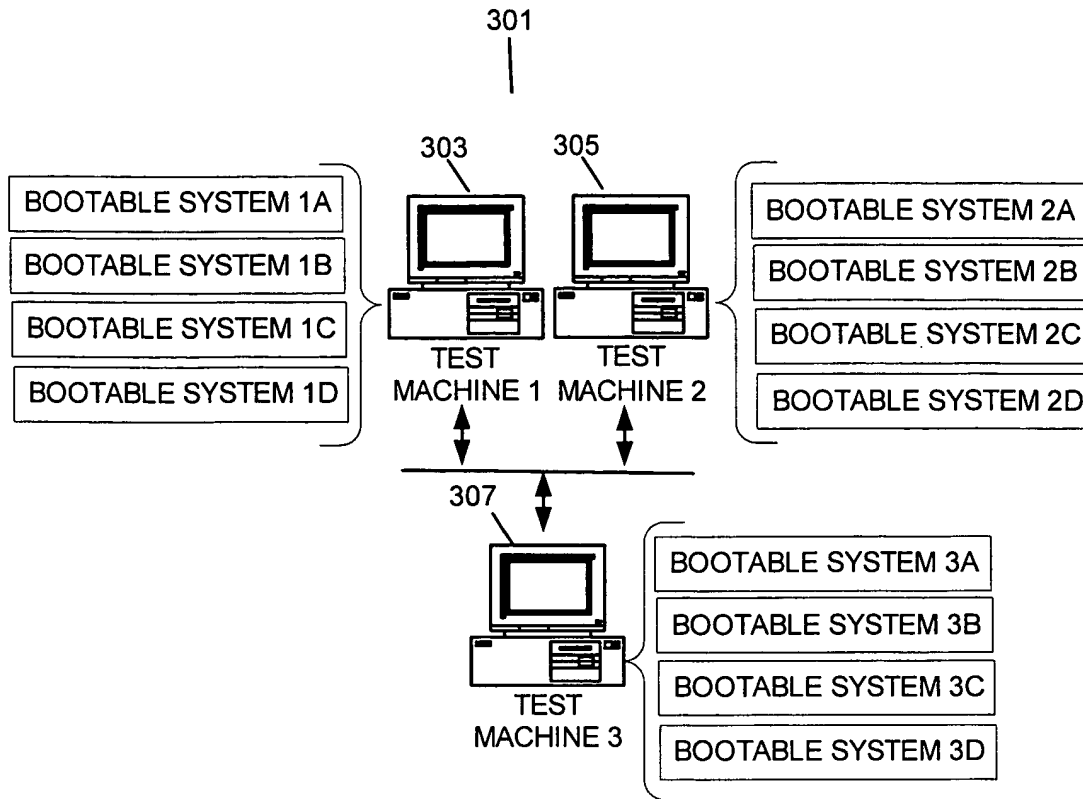 301
303
305
BOOTABLE SYSTEM 1A
BOOTABLE SYSTEM 1B
BOOTABLE SYSTEM 1C
BOOTABLE SYSTEM 1D
TEST
MACHINE 1
TEST
MACHINE 2
BOOTABLE SYSTEM 2A
BOOTABLE SYSTEM 2B
BOOTABLE SYSTEM 2C
BOOTABLE SYSTEM 2D
307
TEST
MACHINE 3
BOOTABLE SYSTEM 3A
BOOTABLE SYSTEM 3B
BOOTABLE SYSTEM 3C
BOOTABLE SYSTEM 3D